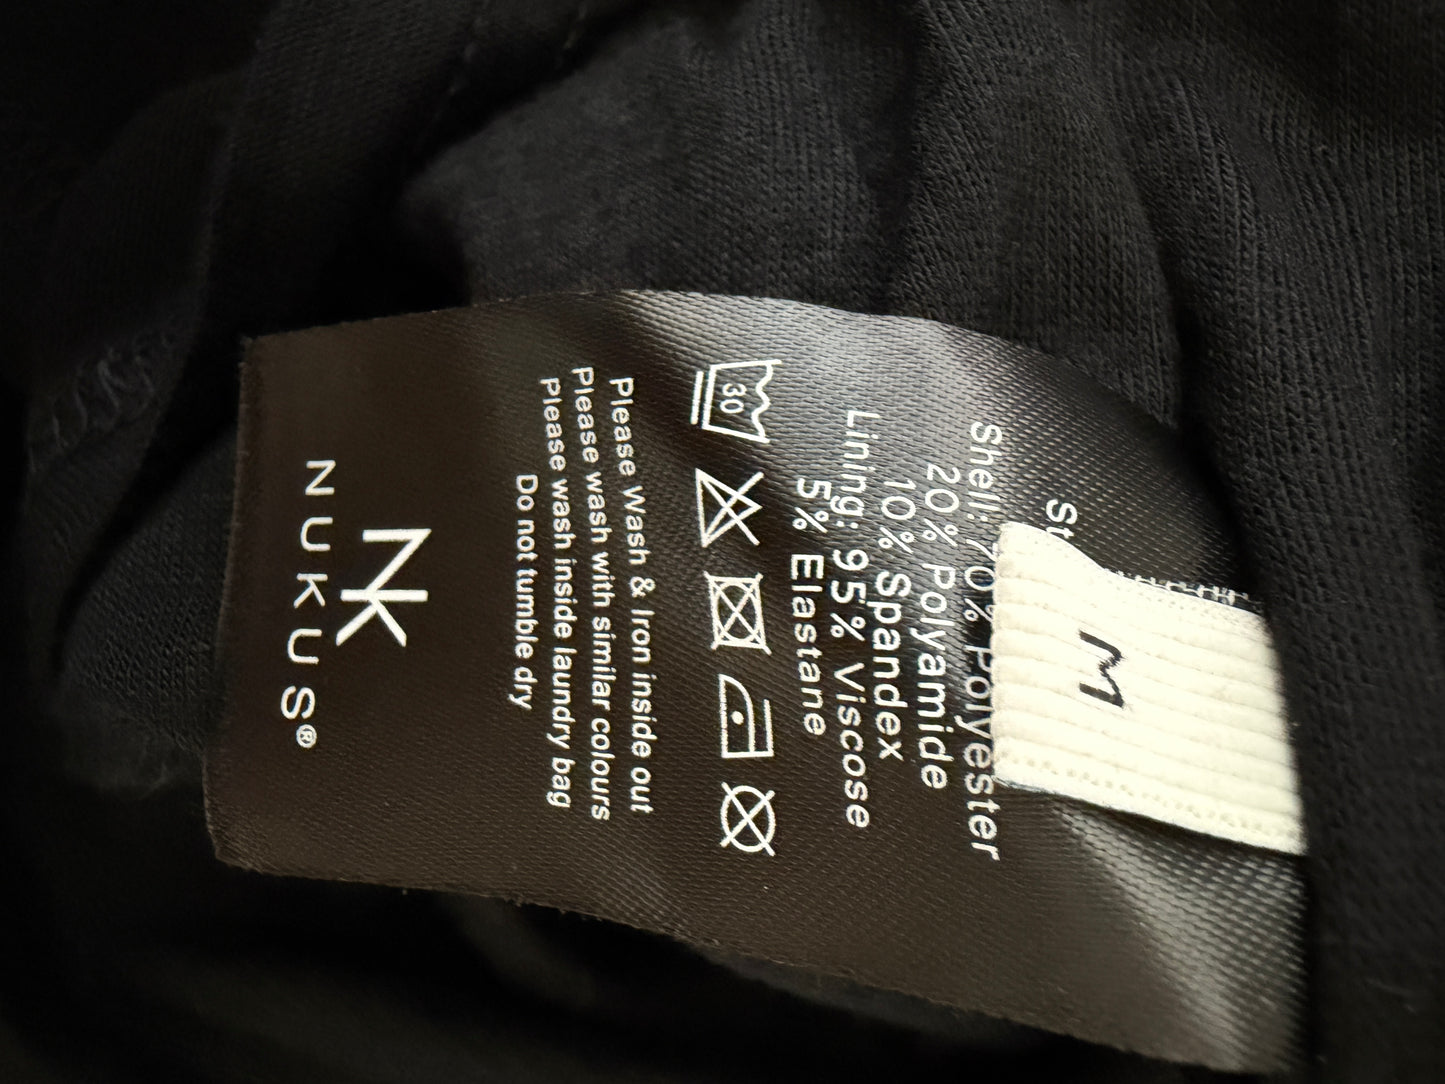 M
Shell: 70% Polyester
20% Polyamide
10% Spandex
Lining: 95% Viscose
5% Elastane
30
Please Wash & Iron inside out
Please wash with similar colours
Please wash inside laundry bag
Do not tumble dry
NK
NUKUS®